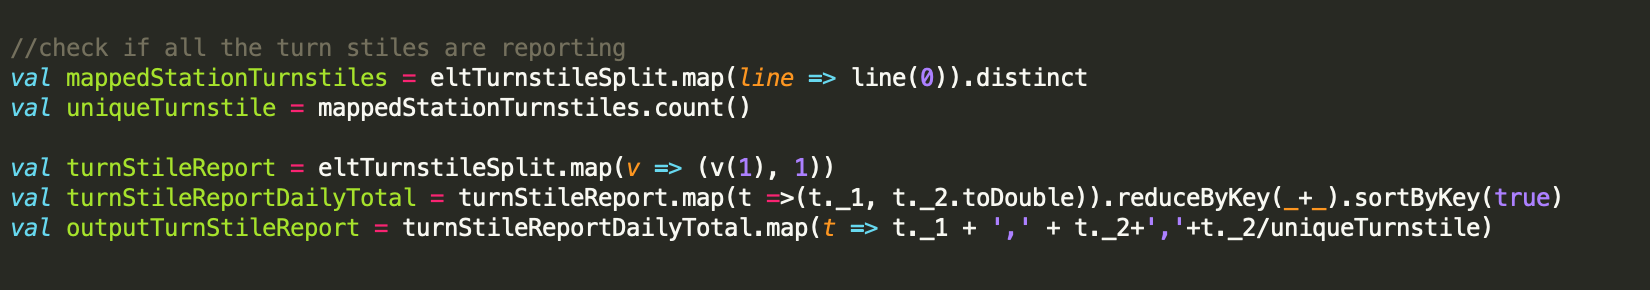 //check if all the turn stiles are reporting
val mappedStationTurnstiles = eltTurnstileSplit.map(line => line(0)).distinct
val uniqueTurnstile = mappedStationTurnstiles.count()
val turnStileReport = eltTurnstileSplit.map(v => (v(1), 1))
val turnStileReportDailyTotal = turnStileReport.map(t =>(t._1, t._2.toDouble)).reduceByKey(_+_).sortByKey(true)
val outputTurnStileReport = turnStileReportDailyTotal.map(t => t._1 + ',' + t._2+','+t._2/uniqueTurnstile)